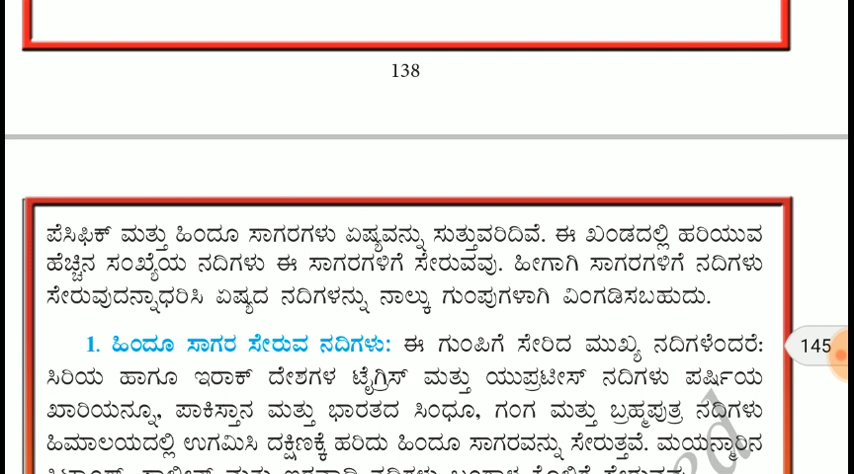 138
ಪೆಸಿಫಿಕ್ ಮತ್ತು ಹಿಂದೂ ಸಾಗರಗಳು ಏಷ್ಯವನ್ನು ಸುತ್ತುವರಿದಿವೆ. ಈ ಖಂಡದಲ್ಲಿ ಹರಿಯುವ
ಹೆಚ್ಚಿನ ಸಂಖ್ಯೆಯ ನದಿಗಳು ಈ ಸಾಗರಗಳಿಗೆ ಸೇರುವವು. ಹೀಗಾಗಿ ಸಾಗರಗಳಿಗೆ ನದಿಗಳು
ಸೇರುವುದನ್ನಾಧರಿಸಿ ಏಷ್ಯದ ನದಿಗಳನ್ನು ನಾಲ್ಕು ಗುಂಪುಗಳಾಗಿ ವಿಂಗಡಿಸಬಹುದು.
1. ಹಿಂದೂ ಸಾಗರ ಸೇರುವ ನದಿಗಳು: ಈ ಗುಂಪಿಗೆ ಸೇರಿದ ಮುಖ್ಯ ನದಿಗಳೆಂದರೆ:
145
ಸಿರಿಯ ಹಾಗೂ ಇರಾಕ್ ದೇಶಗಳ ಟೈಗ್ರಿಸ್ ಮತ್ತು ಯುಪ್ರಟೀಸ್ ನದಿಗಳು ಪರ್ಷಿಯ
ಖಾರಿಯನ್ನೂ, ಪಾಕಿಸ್ತಾನ ಮತ್ತು ಭಾರತದ ಸಿಂಧೂ, ಗಂಗ ಮತ್ತು ಬ್ರಹ್ಮಪುತ್ರ ನದಿಗಳು
ಹಿಮಾಲಯದಲ್ಲಿ ಉಗಮಿಸಿ ದಕ್ಷಿಣಕ್ಕೆ ಹರಿದು ಹಿಂದೂ ಸಾಗರವನ್ನು ಸೇರುತ್ತವೆ. ಮಯನ್ಮಾರಿನ
ed